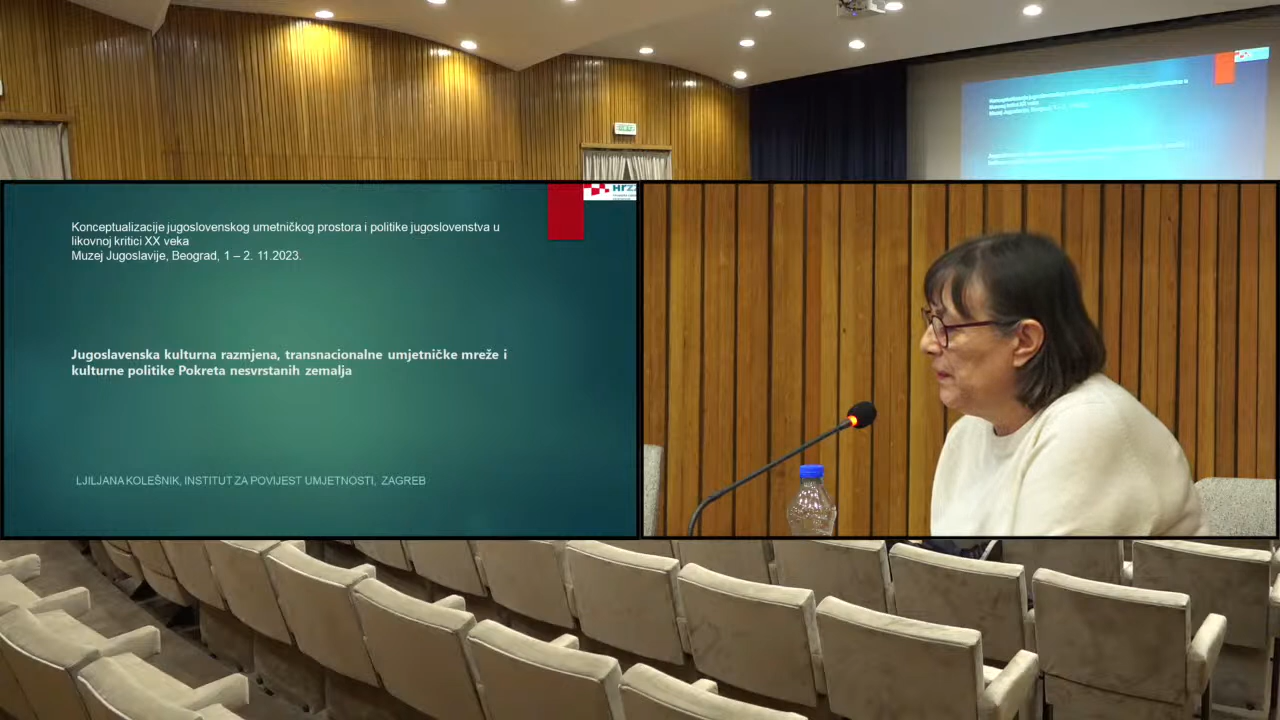 Konceptualizacije jugoslovenskog umetničkog prostora i politike jugoslovenstva u
likovnoj kritici XX veka
Muzej Jugoslavije, Beograd, 1 – 2. 11.2023.
Jugoslavenska kulturna razmjena, transnacionalne umjetničke mreže i
kulturne politike Pokreta nesvrstanih zemalja
LJILJANA KOLEŠNIK, INSTITUT ZA POVIJEST UMJETNOSTI, ZAGREB